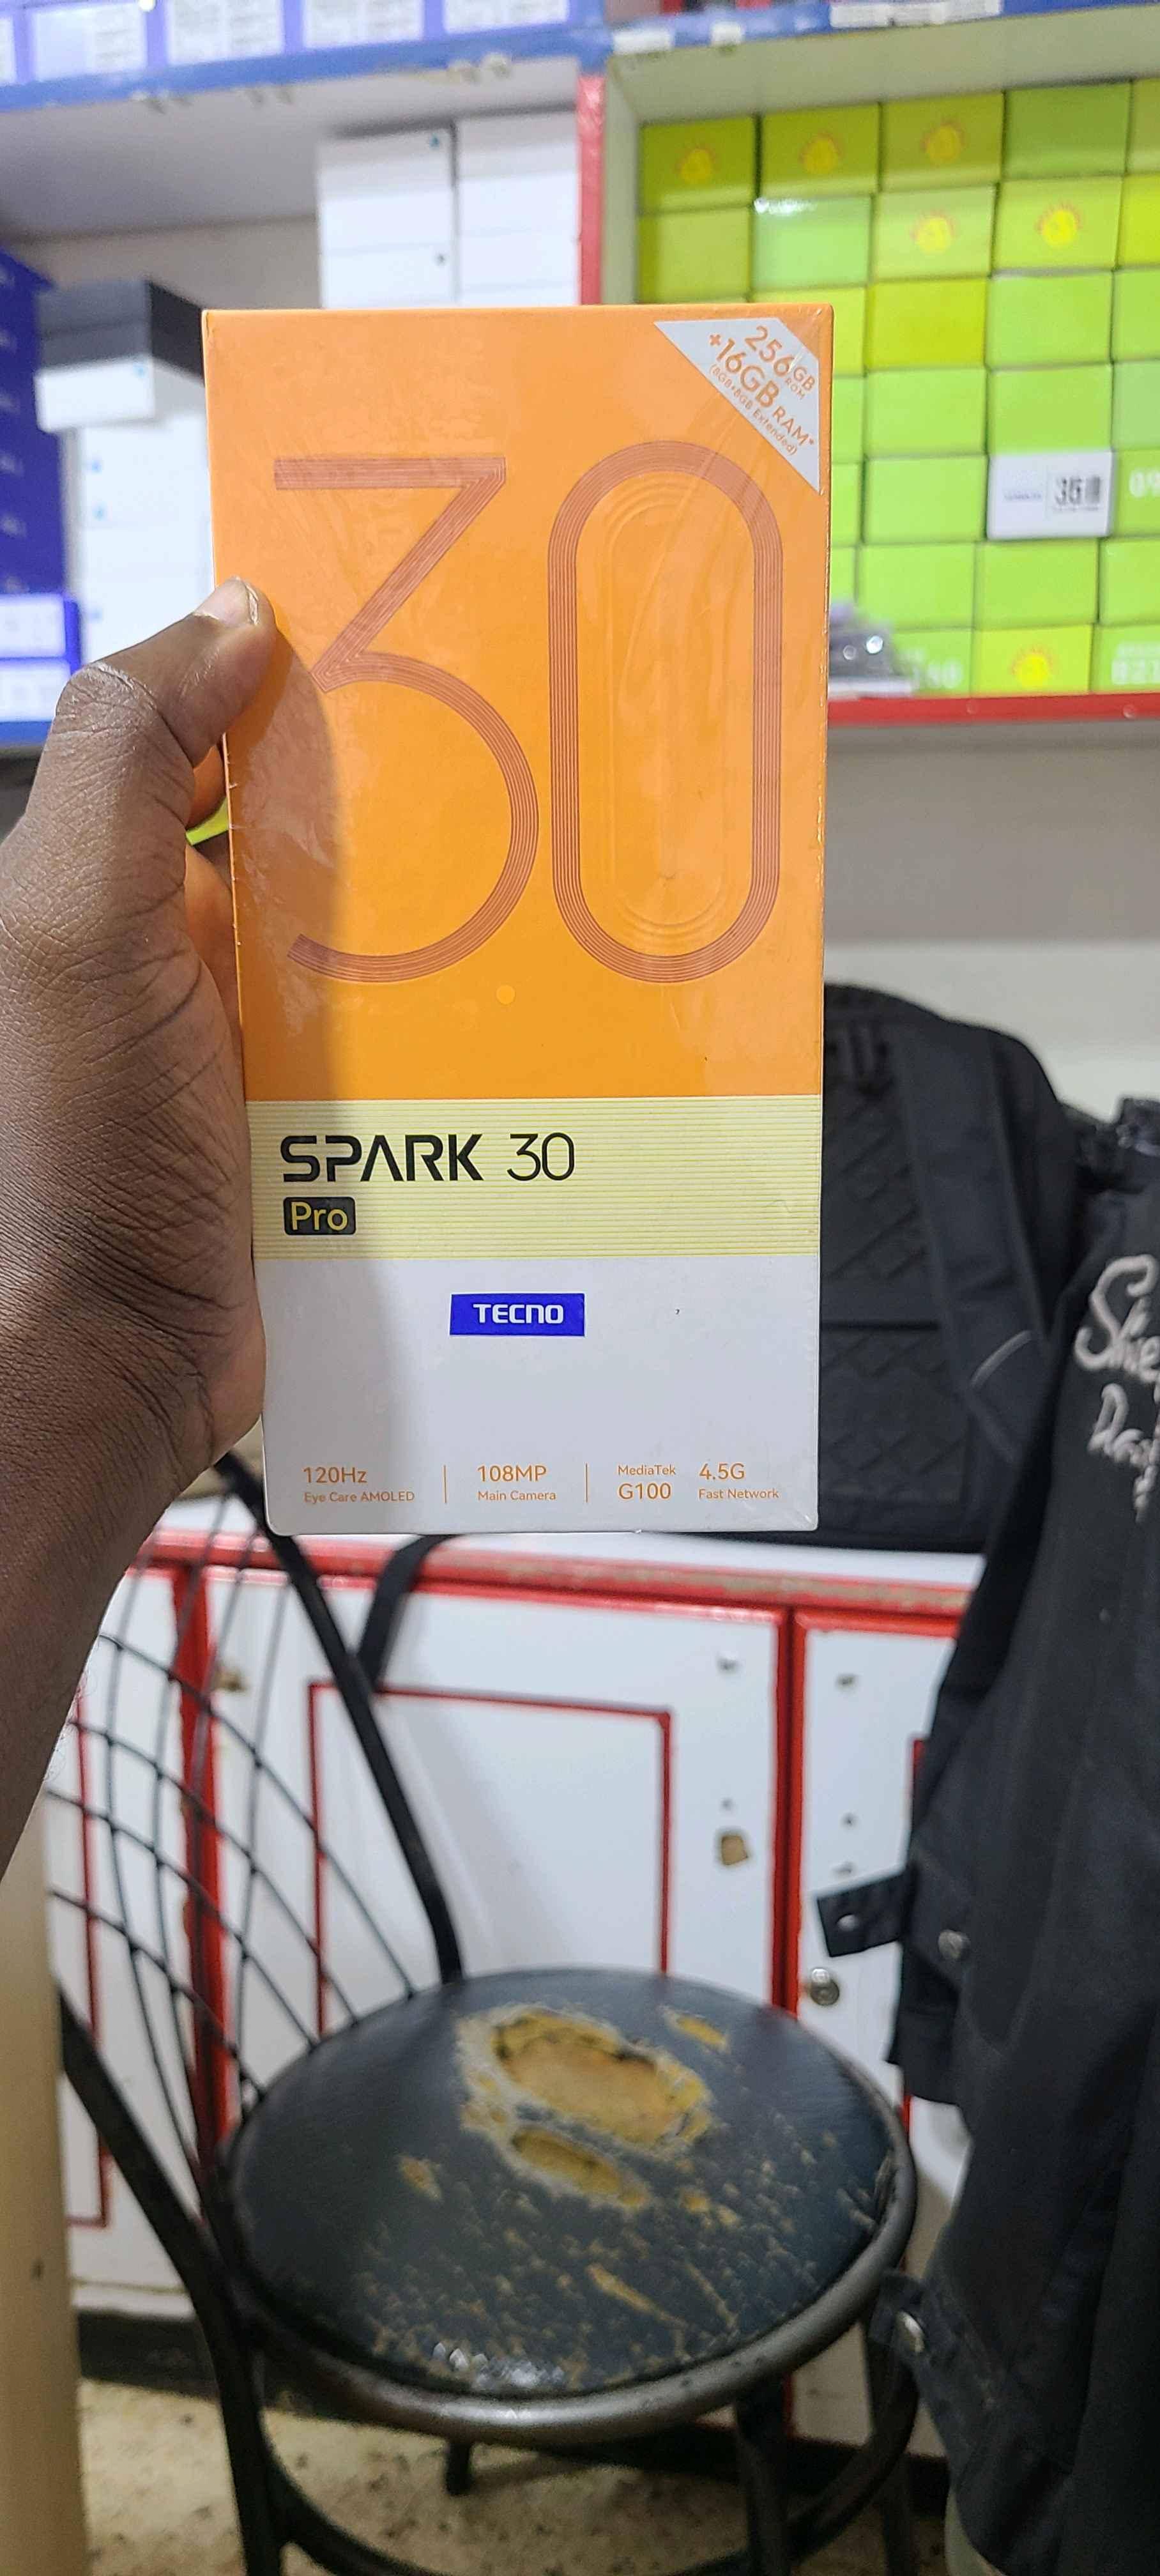 256GB
ROM
+16GB RAM*
(8GB+8GB Extended)
30
SPARK 30
Pro
TECNO
120Hz
Eye Care AMOLED
108MP
Main Camera
MediaTek
G100
4.5G
Fast Network